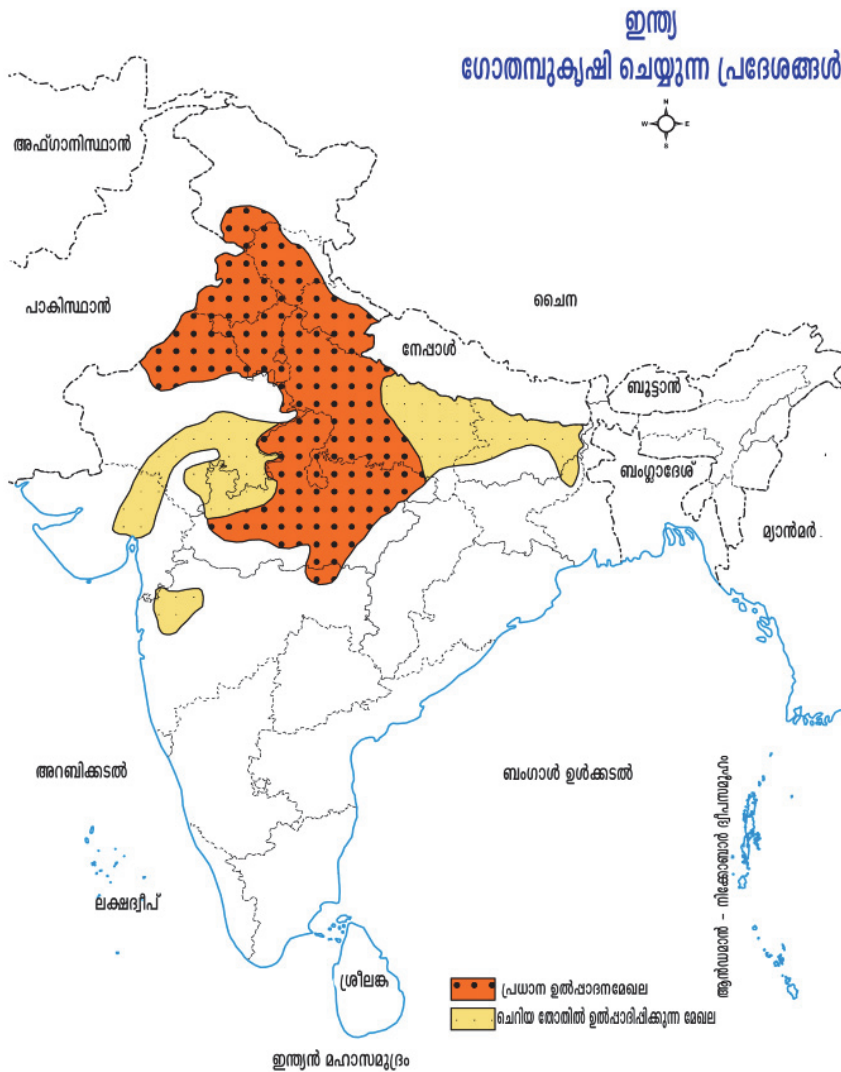 ഇന്ത്യ
ഗോതമ്പുകൃഷി ചെയ്യുന്ന പ്രദേശങ്ങൾ
N
W E
S
അഫ്ഗാനിസ്ഥാൻ
പാകിസ്ഥാൻ
ചൈന
നേപ്പാൾ
ബൂട്ടാൻ
ബംഗ്ലാദേശ്
മ്യാൻമർ.
അറബിക്കടൽ
ബംഗാൾ ഉൾക്കടൽ
ആൻഡമാൻ - നിക്കോബാർ ദ്വീപസമൂഹം
ലക്ഷദ്വീപ്
ശ്രീലങ്ക
പ്രധാന ഉൽപ്പാദനമേഖല
ചെറിയ തോതിൽ ഉൽപ്പാദിപ്പിക്കുന്ന മേഖല
ഇന്ത്യൻ മഹാസമുദ്രം